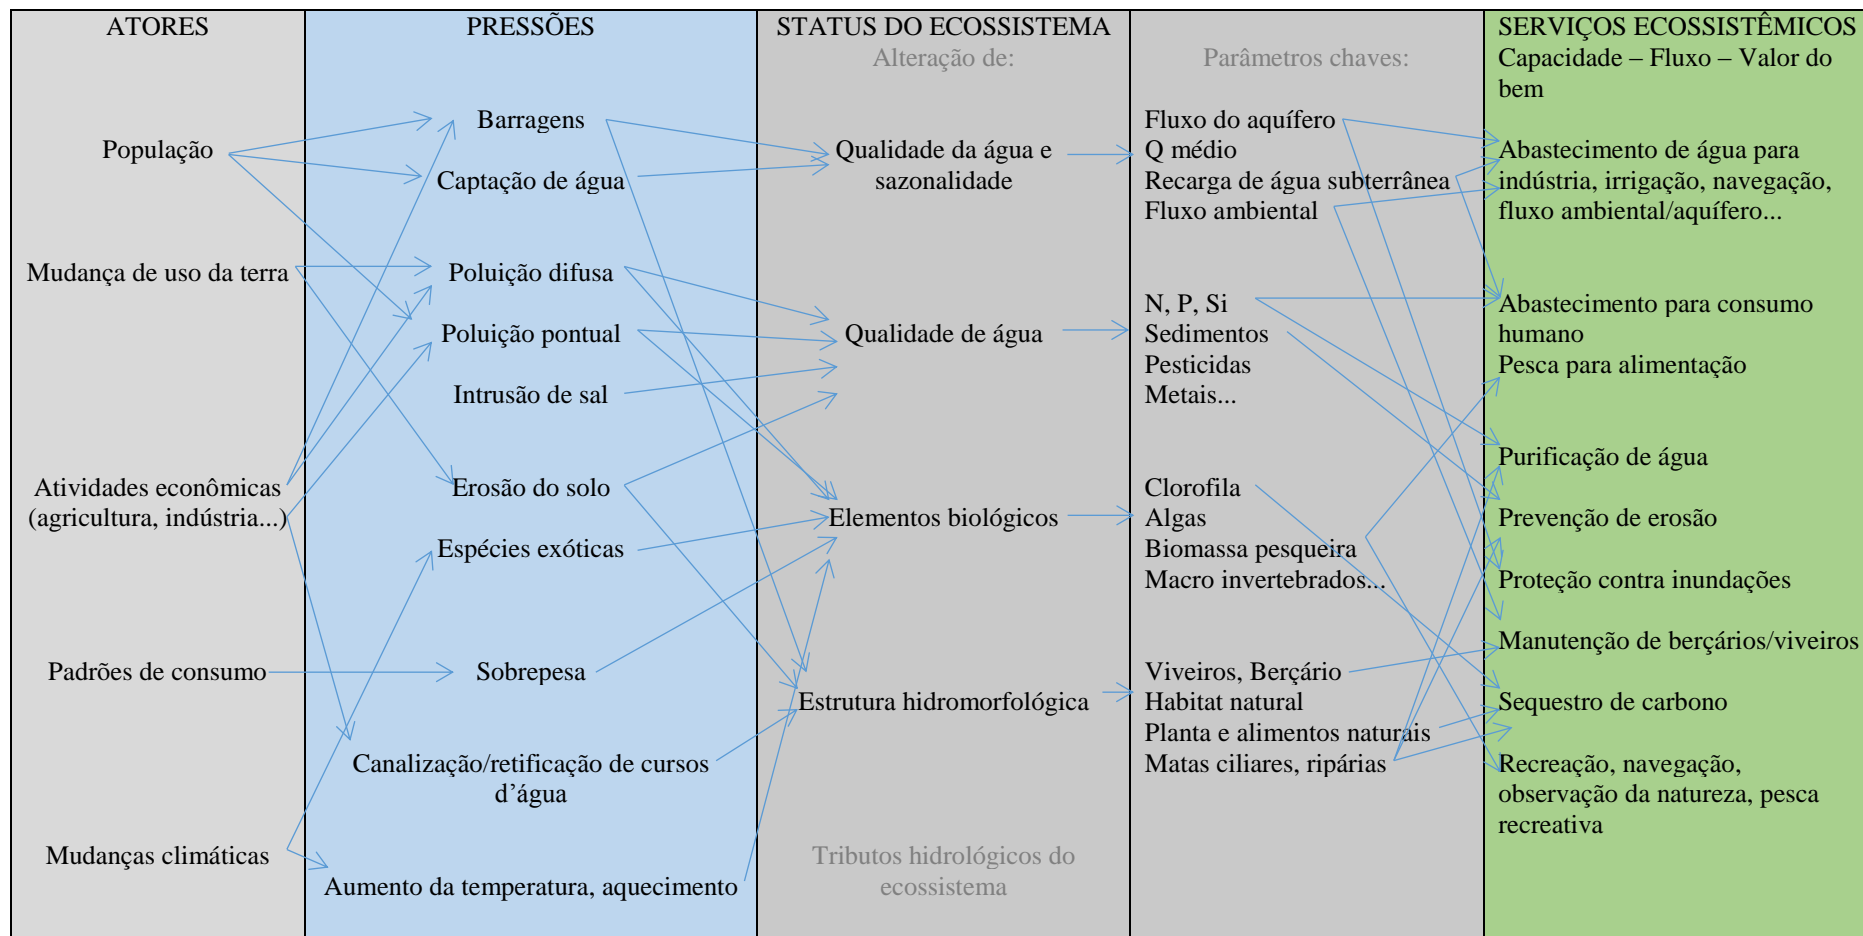 ATORES
População
Mudança de uso da terra
Atividades econômicas
(agricultura, indústria...)
Padrões de consumo
Mudanças climáticas
PRESSÕES
Barragens
Captação de água
Poluição difusa
Poluição pontual
Intrusão de sal
Erosão do solo
Espécies exóticas
Sobrepesa
Canalização/retificação de cursos
d’água
Aumento da temperatura, aquecimento
STATUS DO ECOSSISTEMA
Alteração de:
Qualidade da água e
sazonalidade
Qualidade de água
Elementos biológicos
Estrutura hidromorfológica
Tributos hidrológicos do
ecossistema
Parâmetros chaves:
Fluxo do aquífero
Q médio
Recarga de água subterrânea
Fluxo ambiental
N, P, Si
Sedimentos
Pesticidas
Metais...
Clorofila
Algas
Biomassa pesqueira
Macro invertebrados...
Viveiros, Berçário
Habitat natural
Planta e alimentos naturais
Matas ciliares, ripárias
SERVIÇOS ECOSSISTÊMICOS
Capacidade – Fluxo – Valor do
bem
Abastecimento de água para
indústria, irrigação, navegação,
fluxo ambiental/aquífero...
Abastecimento para consumo
humano
Pesca para alimentação
Purificação de água
Prevenção de erosão
Proteção contra inundações
Manutenção de berçários/viveiros
Sequestro de carbono
Recreação, navegação,
observação da natureza, pesca
recreativa